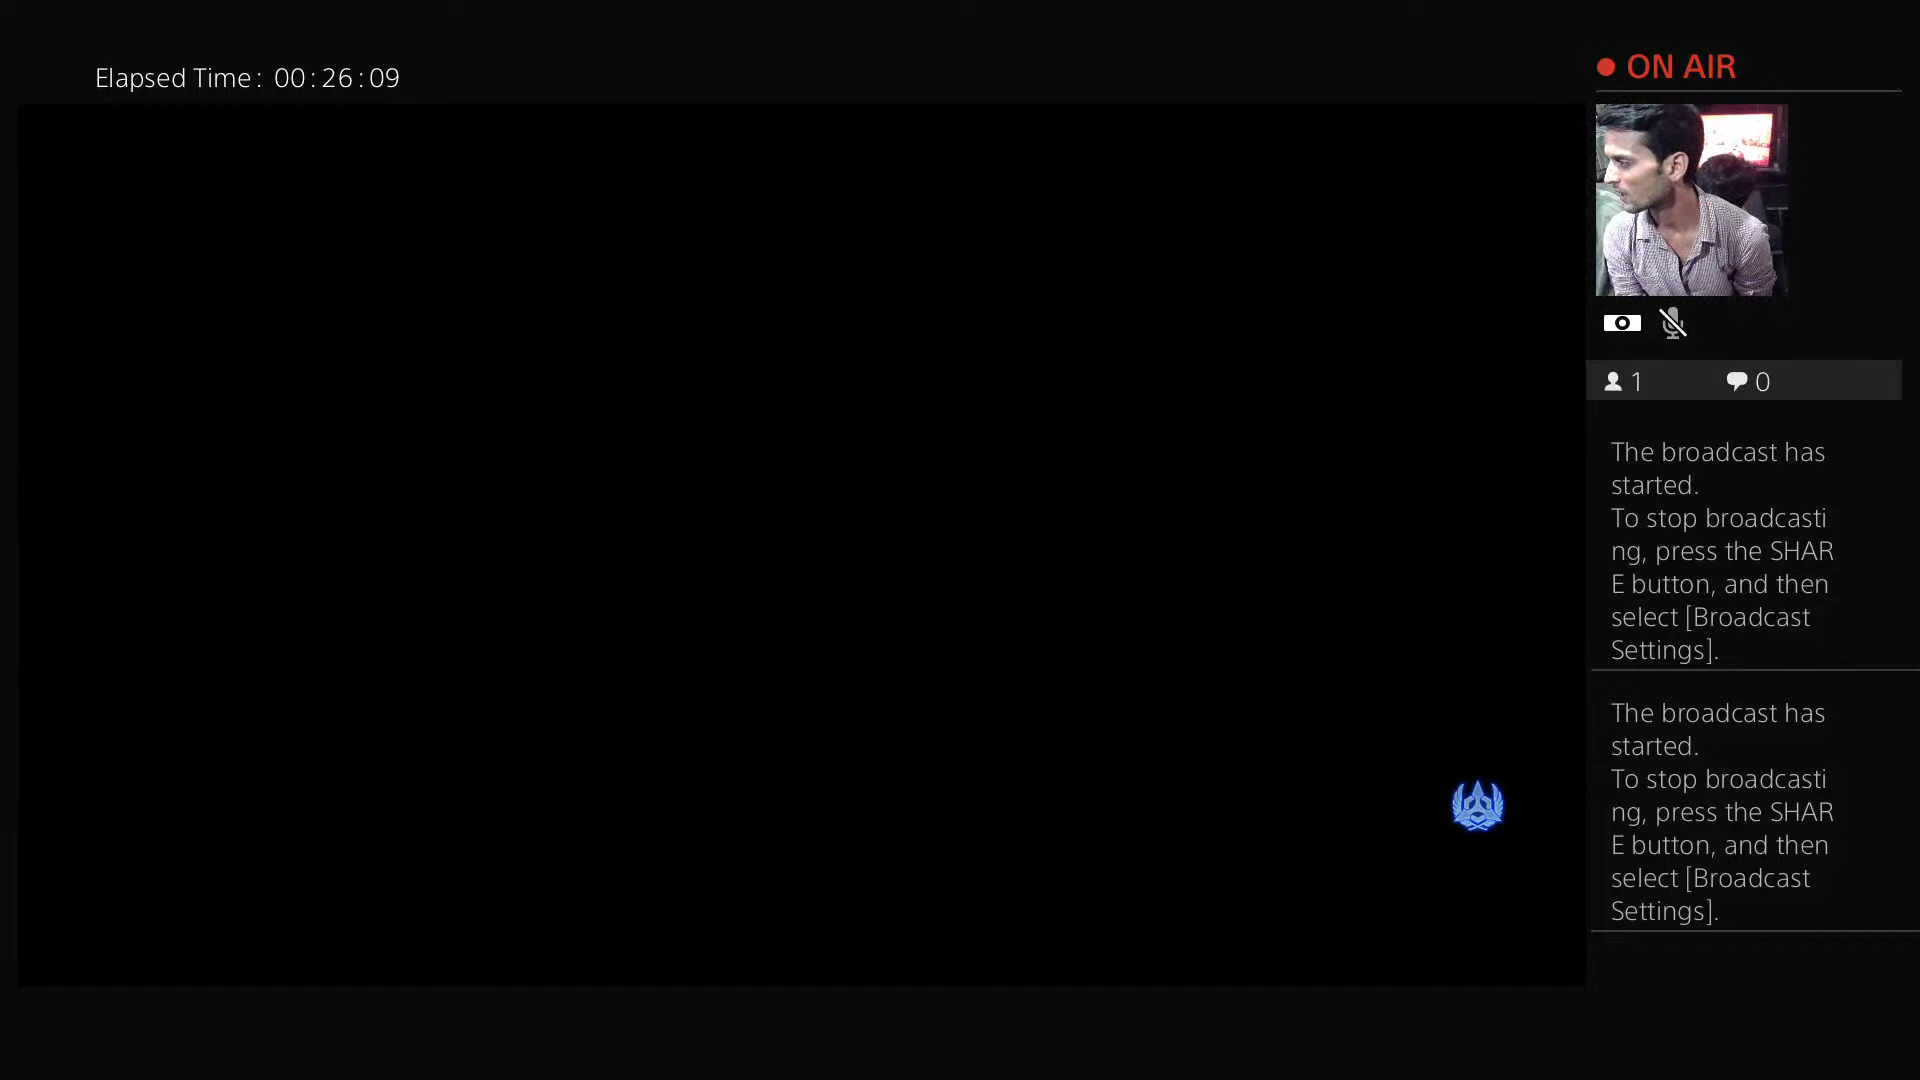 Elapsed Time: 00:26:09
ON AIR
1 0
The broadcast has
started.
To stop broadcasti
ng, press the SHAR
E button, and then
select [Broadcast
Settings].
The broadcast has
started.
To stop broadcasti
ng, press the SHAR
E button, and then
select [Broadcast
Settings].